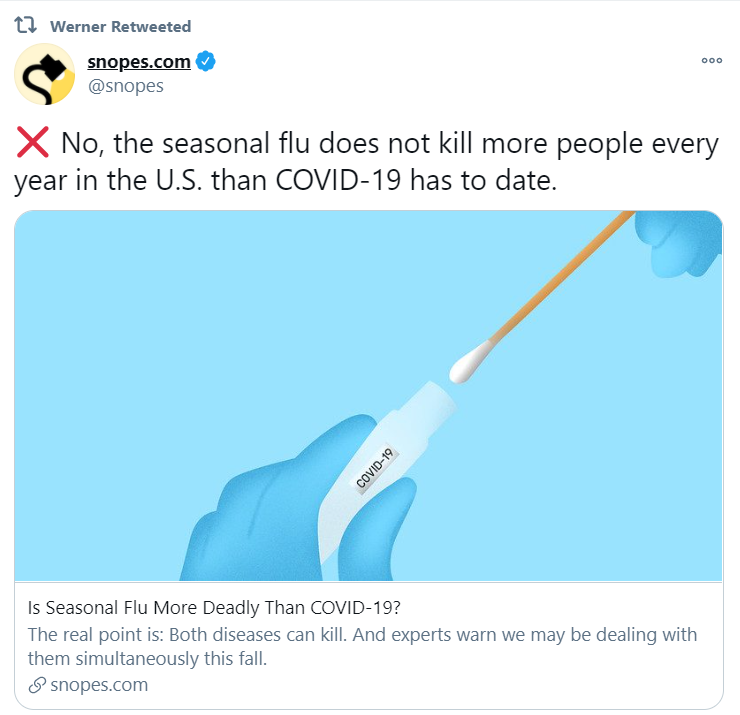 Werner Retweeted
snopes.com
@snopes
❌ No, the seasonal flu does not kill more people every
year in the U.S. than COVID-19 has to date.
COVID-19
Is Seasonal Flu More Deadly Than COVID-19?
The real point is: Both diseases can kill. And experts warn we may be dealing with
them simultaneously this fall.
snopes.com